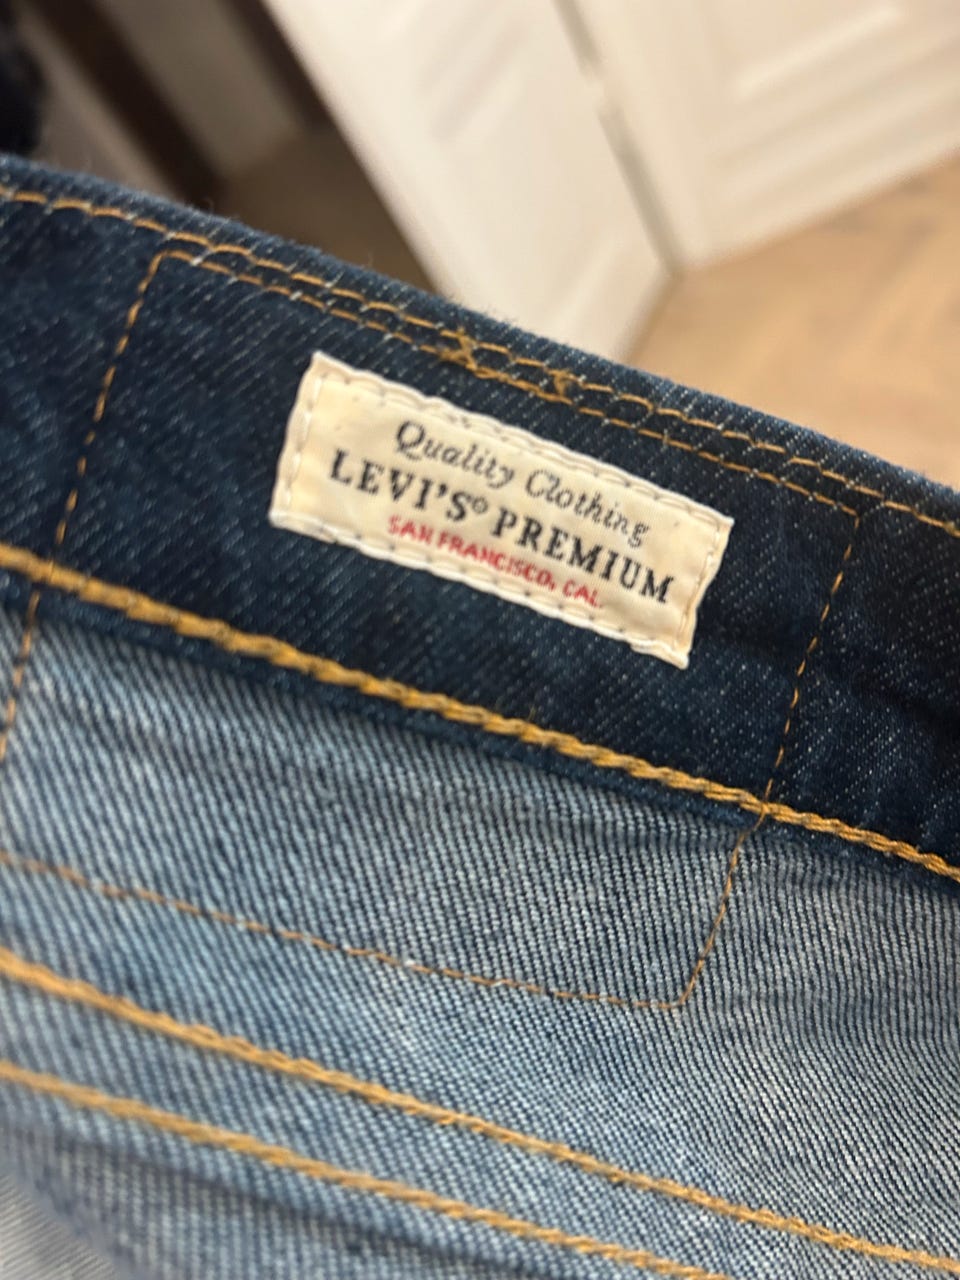 Quality Clothing
LEVI'S® PREMIUM
SAN FRANCISCO, CAL.